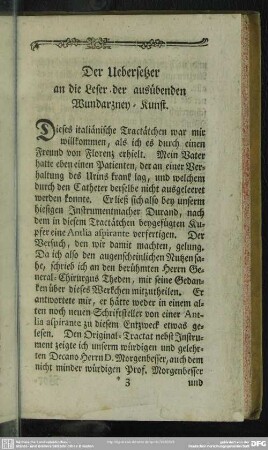 Der Uebersetzer
an die Leser der ausübenden
Wundarzney-Kunst.
Dieses italiänische Tractätchen war mir
willkommen, als ich es durch einen
Freund von Florenz erhielt. Mein Vater
hatte eben einen Patienten, der an einer Ver-
haltung des Urins krank lag, und welchem
durch den Catheter derselbe nicht ausgeleeret
werden konnte. Er ließ sich also bey unserm
hiesigen Instrumentmacher Durand, nach
dem in diesem Tractätchen beygefügten Ku-
pfer eine Antlia aspirante verfertigen. Der
Versuch, den wir damit machten, gelung.
Da ich also den augenscheinlichen Nutzen sa-
he, schrieb ich an den berühmten Herrn Ge-
neral-Chirurgus Theden, mir seine Gedan-
ken über dieses Werkchen mitzutheilen. Er
antwortete mir, er hätte weder in einem al-
ten noch neuen Schriftsteller von einer Ant-
lia aspirante zu diesem Entzweck etwas ge-
lesen. Den Original-Tractat nebst Instru-
ment zeigte ich unserm würdigen und gelehr-
ten Decano Herrn D. Morgenbesser, auch dem
nicht minder würdigen Prof. Morgenbesser
* 3 und